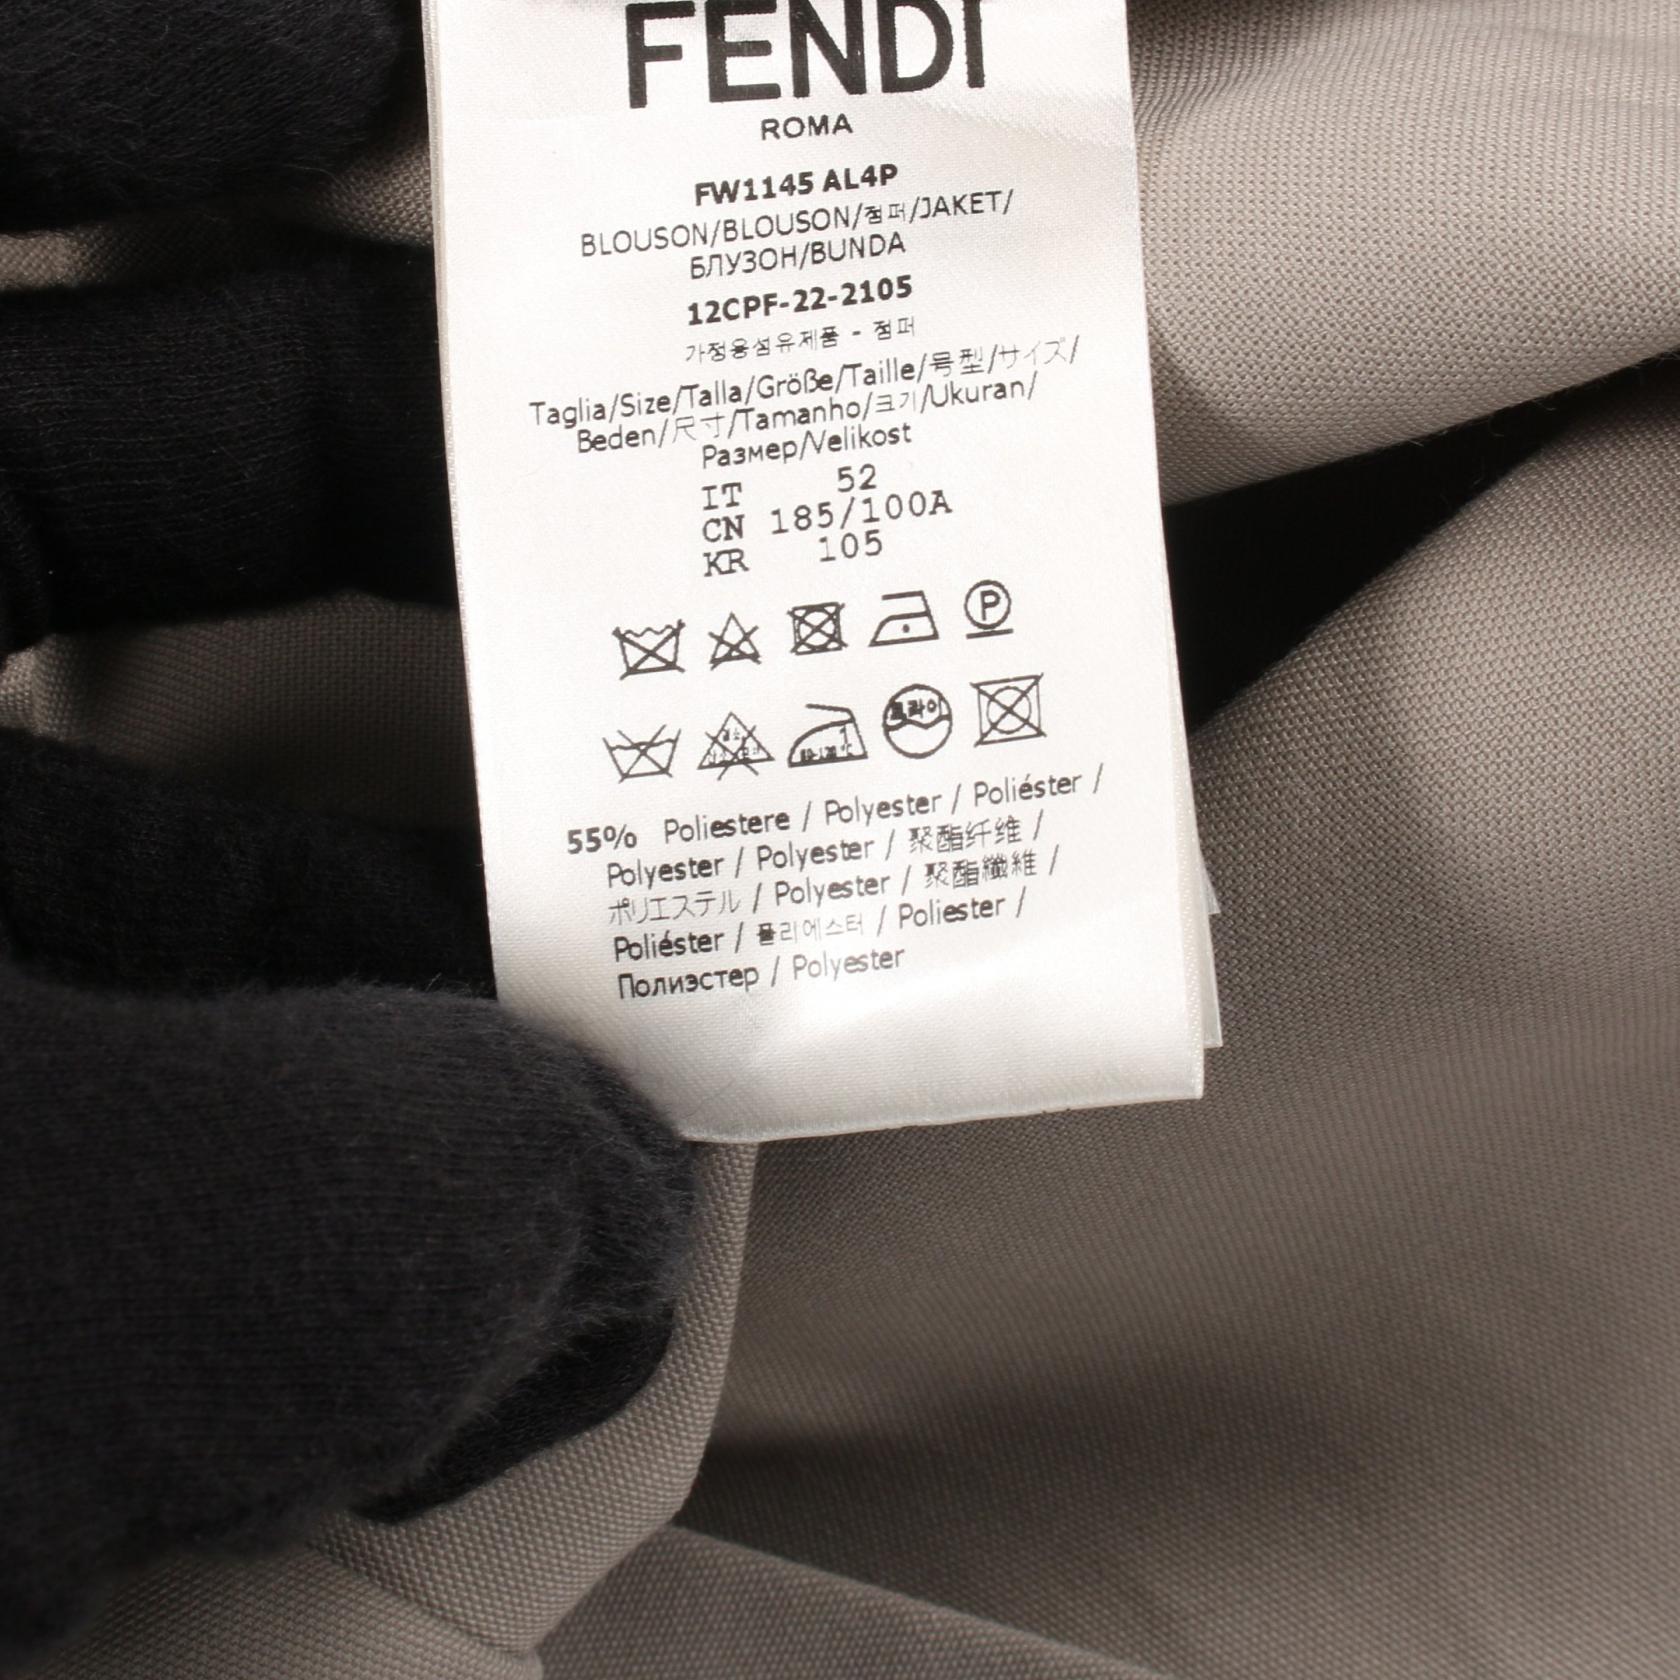 FENDI
ROMA
FW1145 AL4P
BLOUSON/BLOUSON/점퍼/JAKET/
БЛУЗОН/BUNDA
12CPF-22-2105
가정용섬유제품 - 점퍼
Taglia/Size/Talla/Größe/Taille/号型/サイズ/
Beden/尺寸/Tamanho/크기/Ukuran/
Размер/Velikost
IT 52
CN 185/100A
KR 105
P
드라이
55% Poliestere / Polyester / Poliéster /
Polyester / Polyester / 聚酯纤维 /
ポリエステル / Polyester / 聚酯纖維 /
Poliéster / 폴리에스터 / Poliester /
Полиэстер / Polyester